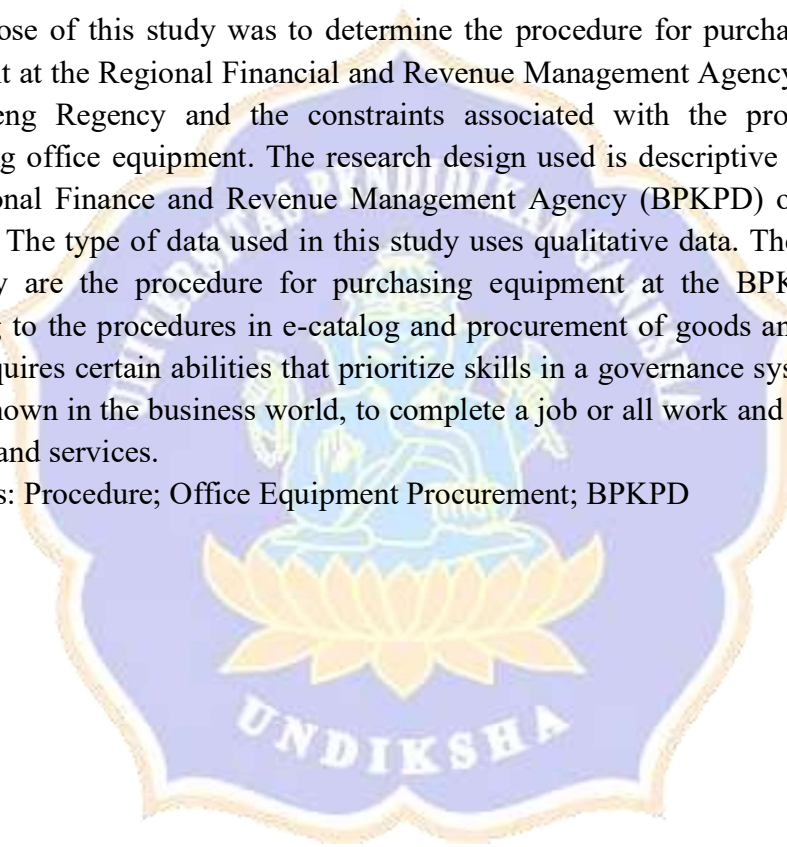 ose of this study was to determine the procedure for purcha
t at the Regional Financial and Revenue Management Agency
eng Regency and the constraints associated with the pro
g office equipment. The research design used is descriptive
onal Finance and Revenue Management Agency (BPKPD) o
The type of data used in this study uses qualitative data. The
y are the procedure for purchasing equipment at the BPK
g to the procedures in e-catalog and procurement of goods an
quires certain abilities that prioritize skills in a governance sys
nown in the business world, to complete a job or all work and
and services.
s: Procedure; Office Equipment Procurement; BPKPD
UNIVERSITAS PENDIDIKAN GANESHA
UNDIKSHA